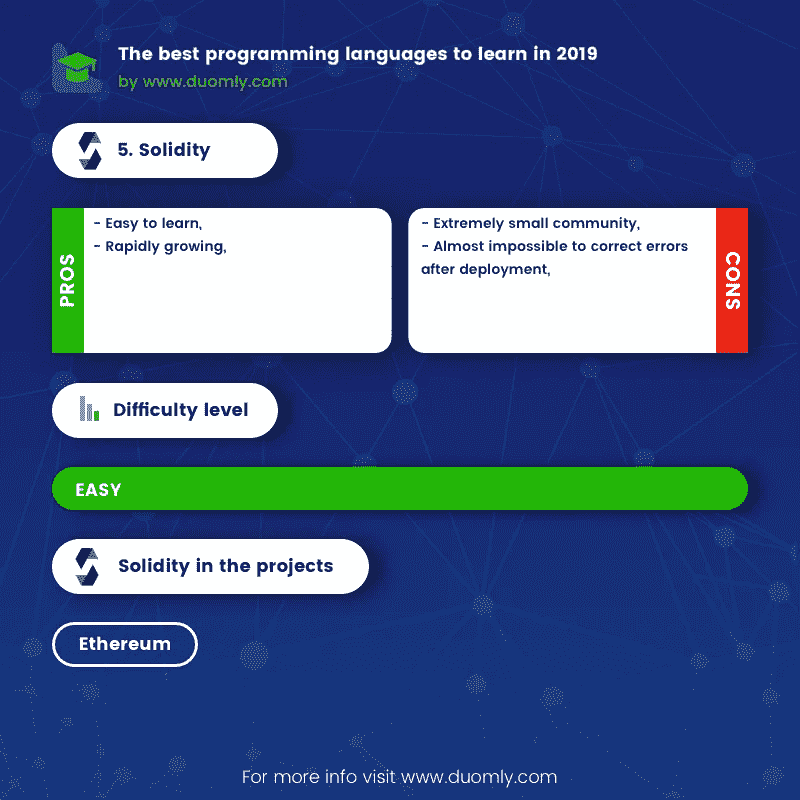 The best programming languages to learn in 2019
by www.duomly.com
5. Solidity
PROS
- Easy to learn,
- Rapidly growing,
- Extremely small community,
- Almost impossible to correct errors
after deployment,
CONS
Difficulty level
EASY
Solidity in the projects
Ethereum
For more info visit www.duomly.com